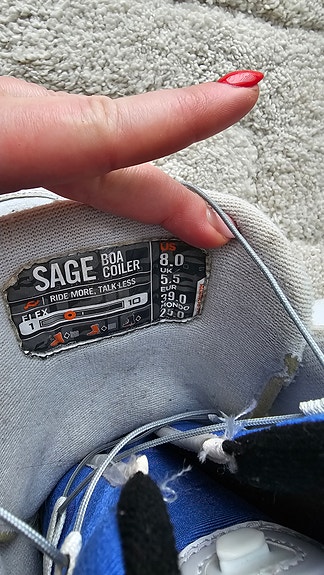 SAGE BOA
COILER
RIDE MORE, TALK LESS
FLEX
1 10
US
8.0
UK
5.5
EUR
39.0
MONDO
25.0